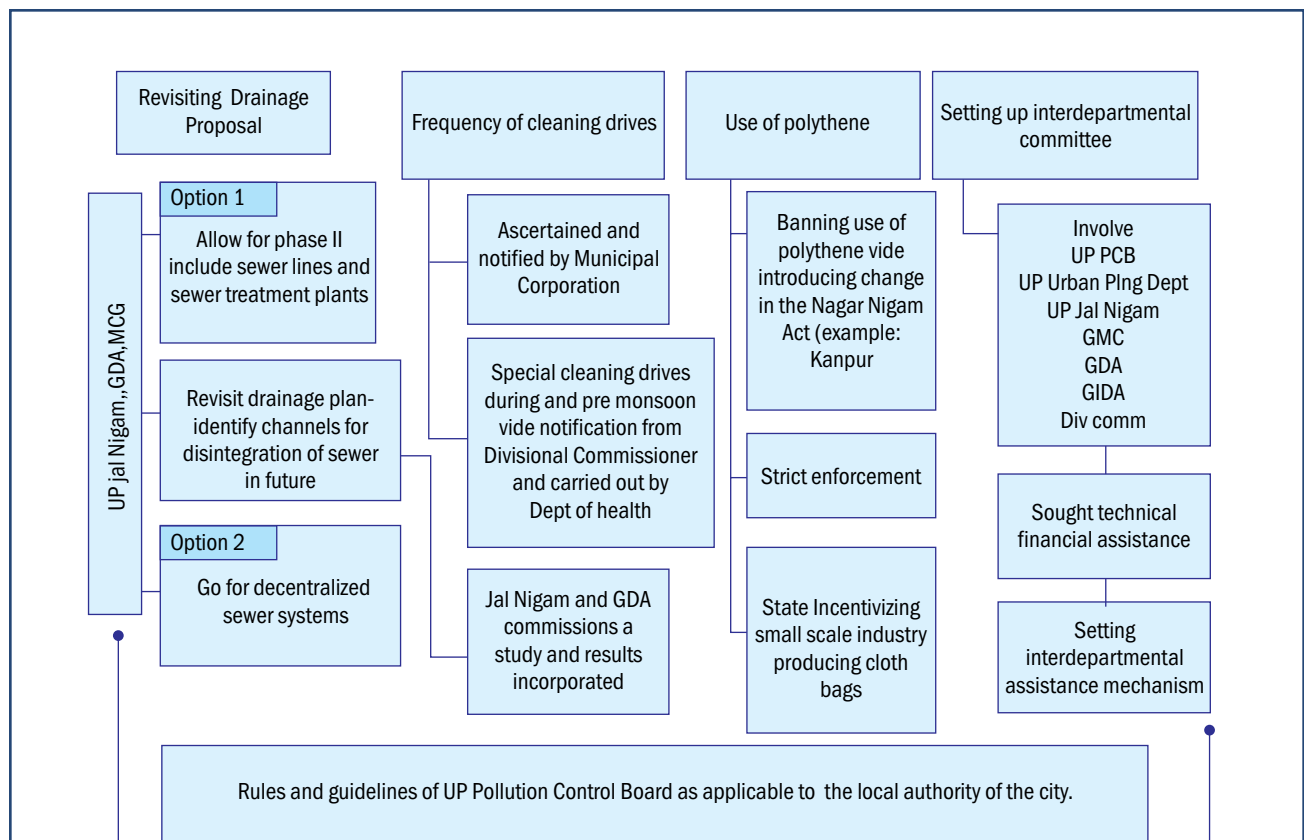 Revisiting Drainage
Proposal
Frequency of cleaning drives
Use of polythene
Setting up interdepartmental
committee
UP jal Nigam,,GDA,MCG
Option 1
Allow for phase II
include sewer lines and
sewer treatment plants
Revisit drainage plan-
identify channels for
disintegration of sewer
in future
Option 2
Go for decentralized
sewer systems
Ascertained and
notified by Municipal
Corporation
Special cleaning drives
during and pre monsoon
vide notification from
Divisional Commissioner
and carried out by
Dept of health
Jal Nigam and GDA
commissions a
study and results
incorporated
Banning use of
polythene vide
introducing change
in the Nagar Nigam
Act (example:
Kanpur
Strict enforcement
State Incentivizing
small scale industry
producing cloth
bags
Involve
UP PCB
UP Urban Plng Dept
UP Jal Nigam
GMC
GDA
GIDA
Div comm
Sought technical
financial assistance
Setting
interdepartmental
assistance mechanism
Rules and guidelines of UP Pollution Control Board as applicable to the local authority of the city.